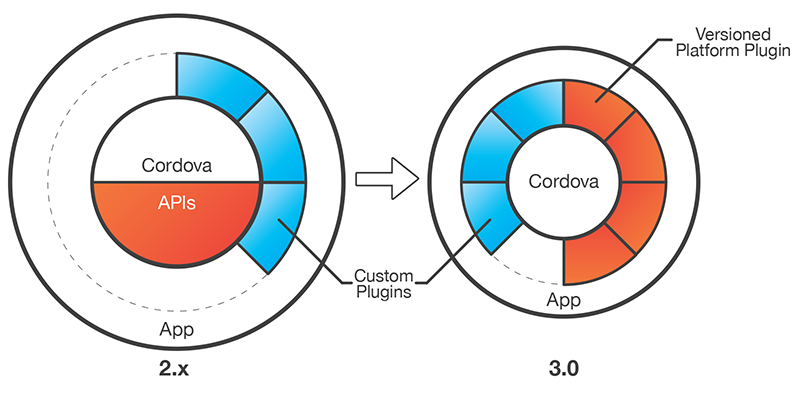 Versioned
Platform Plugin
Cordova
APIs
Cordova
Custom
Plugins
App
App
2.x
3.0